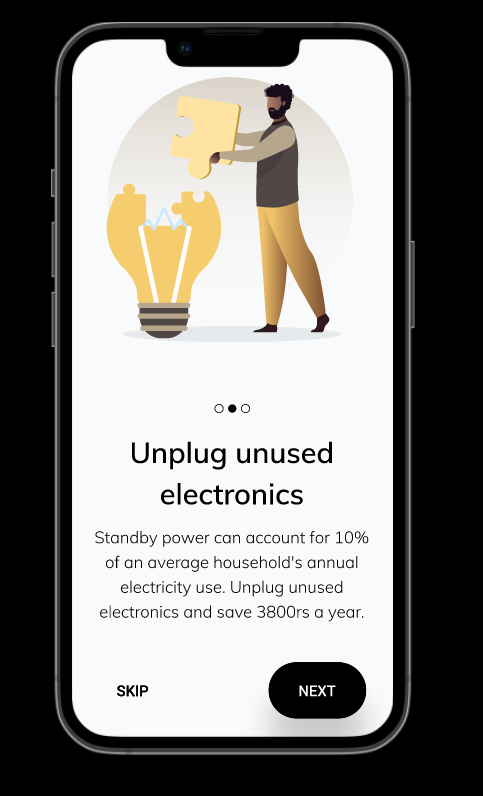 Unplug unused
electronics
Standby power can account for 10%
of an average household's annual
electricity use. Unplug unused
electronics and save 3800rs a year.
SKIP
NEXT